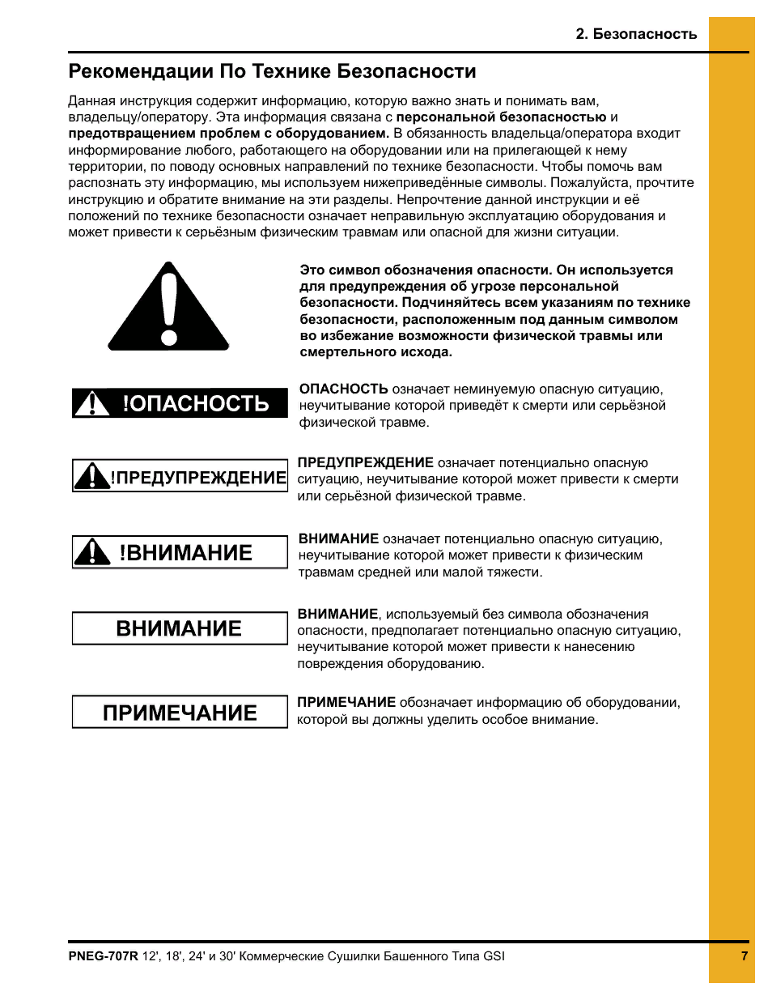 2. Безопасность
Рекомендации По Технике Безопасности
Данная инструкция содержит информацию, которую важно знать и понимать вам,
владельцу/оператору. Эта информация связана с персональной безопасностью и
предотвращением проблем с оборудованием. В обязанность владельца/оператора входит
информирование любого, работающего на оборудовании или на прилегающей к нему
территории, по поводу основных направлений по технике безопасности. Чтобы помочь вам
распознать эту информацию, мы используем нижеприведённые символы. Пожалуйста, прочтите
инструкцию и обратите внимание на эти разделы. Непрочтение данной инструкции и её
положений по технике безопасности означает неправильную эксплуатацию оборудования и
может привести к серьёзным физическим травмам или опасной для жизни ситуации.
Это символ обозначения опасности. Он используется
для предупреждения об угрозе персональной
безопасности. Подчиняйтесь всем указаниям по технике
безопасности, расположенным под данным символом
во избежание возможности физической травмы или
смертельного исхода.
!ОПАСНОСТЬ
ОПАСНОСТЬ означает неминуемую опасную ситуацию,
неучитывание которой приведёт к смерти или серьёзной
физической травме.
!ПРЕДУПРЕЖДЕНИЕ
ПРЕДУПРЕЖДЕНИЕ означает потенциально опасную
ситуацию, неучитывание которой может привести к смерти
или серьёзной физической травме.
!ВНИМАНИЕ
ВНИМАНИЕ означает потенциально опасную ситуацию,
неучитывание которой может привести к физическим
травмам средней или малой тяжести.
ВНИМАНИЕ
ВНИМАНИЕ, используемый без символа обозначения
опасности, предполагает потенциально опасную ситуацию,
неучитывание которой может привести к нанесению
повреждения оборудованию.
ПРИМЕЧАНИЕ
ПРИМЕЧАНИЕ обозначает информацию об оборудовании,
которой вы должны уделить особое внимание.
PNEG-707R 12', 18', 24' и 30' Коммерческие Сушилки Башенного Типа GSI
7